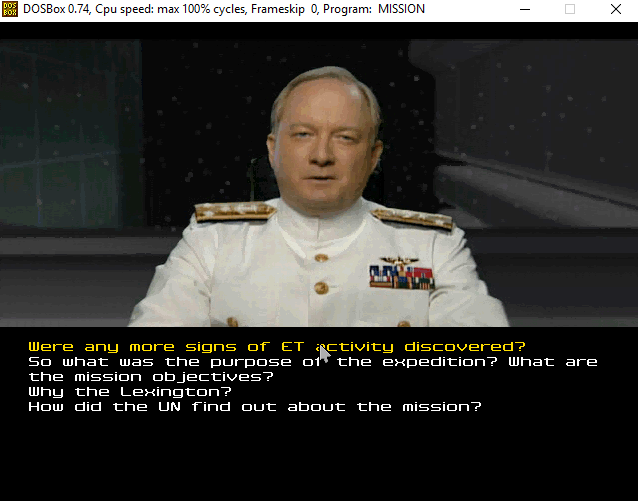 DOS
BOX
DOSBox 0.74, Cpu speed: max 100% cycles, Frameskip 0, Program: MISSION
Were any more signs of ET activity discovered?
So what was the purpose of the expedition? What are
the mission objectives?
Why the Lexington?
How did the UN find out about the mission?